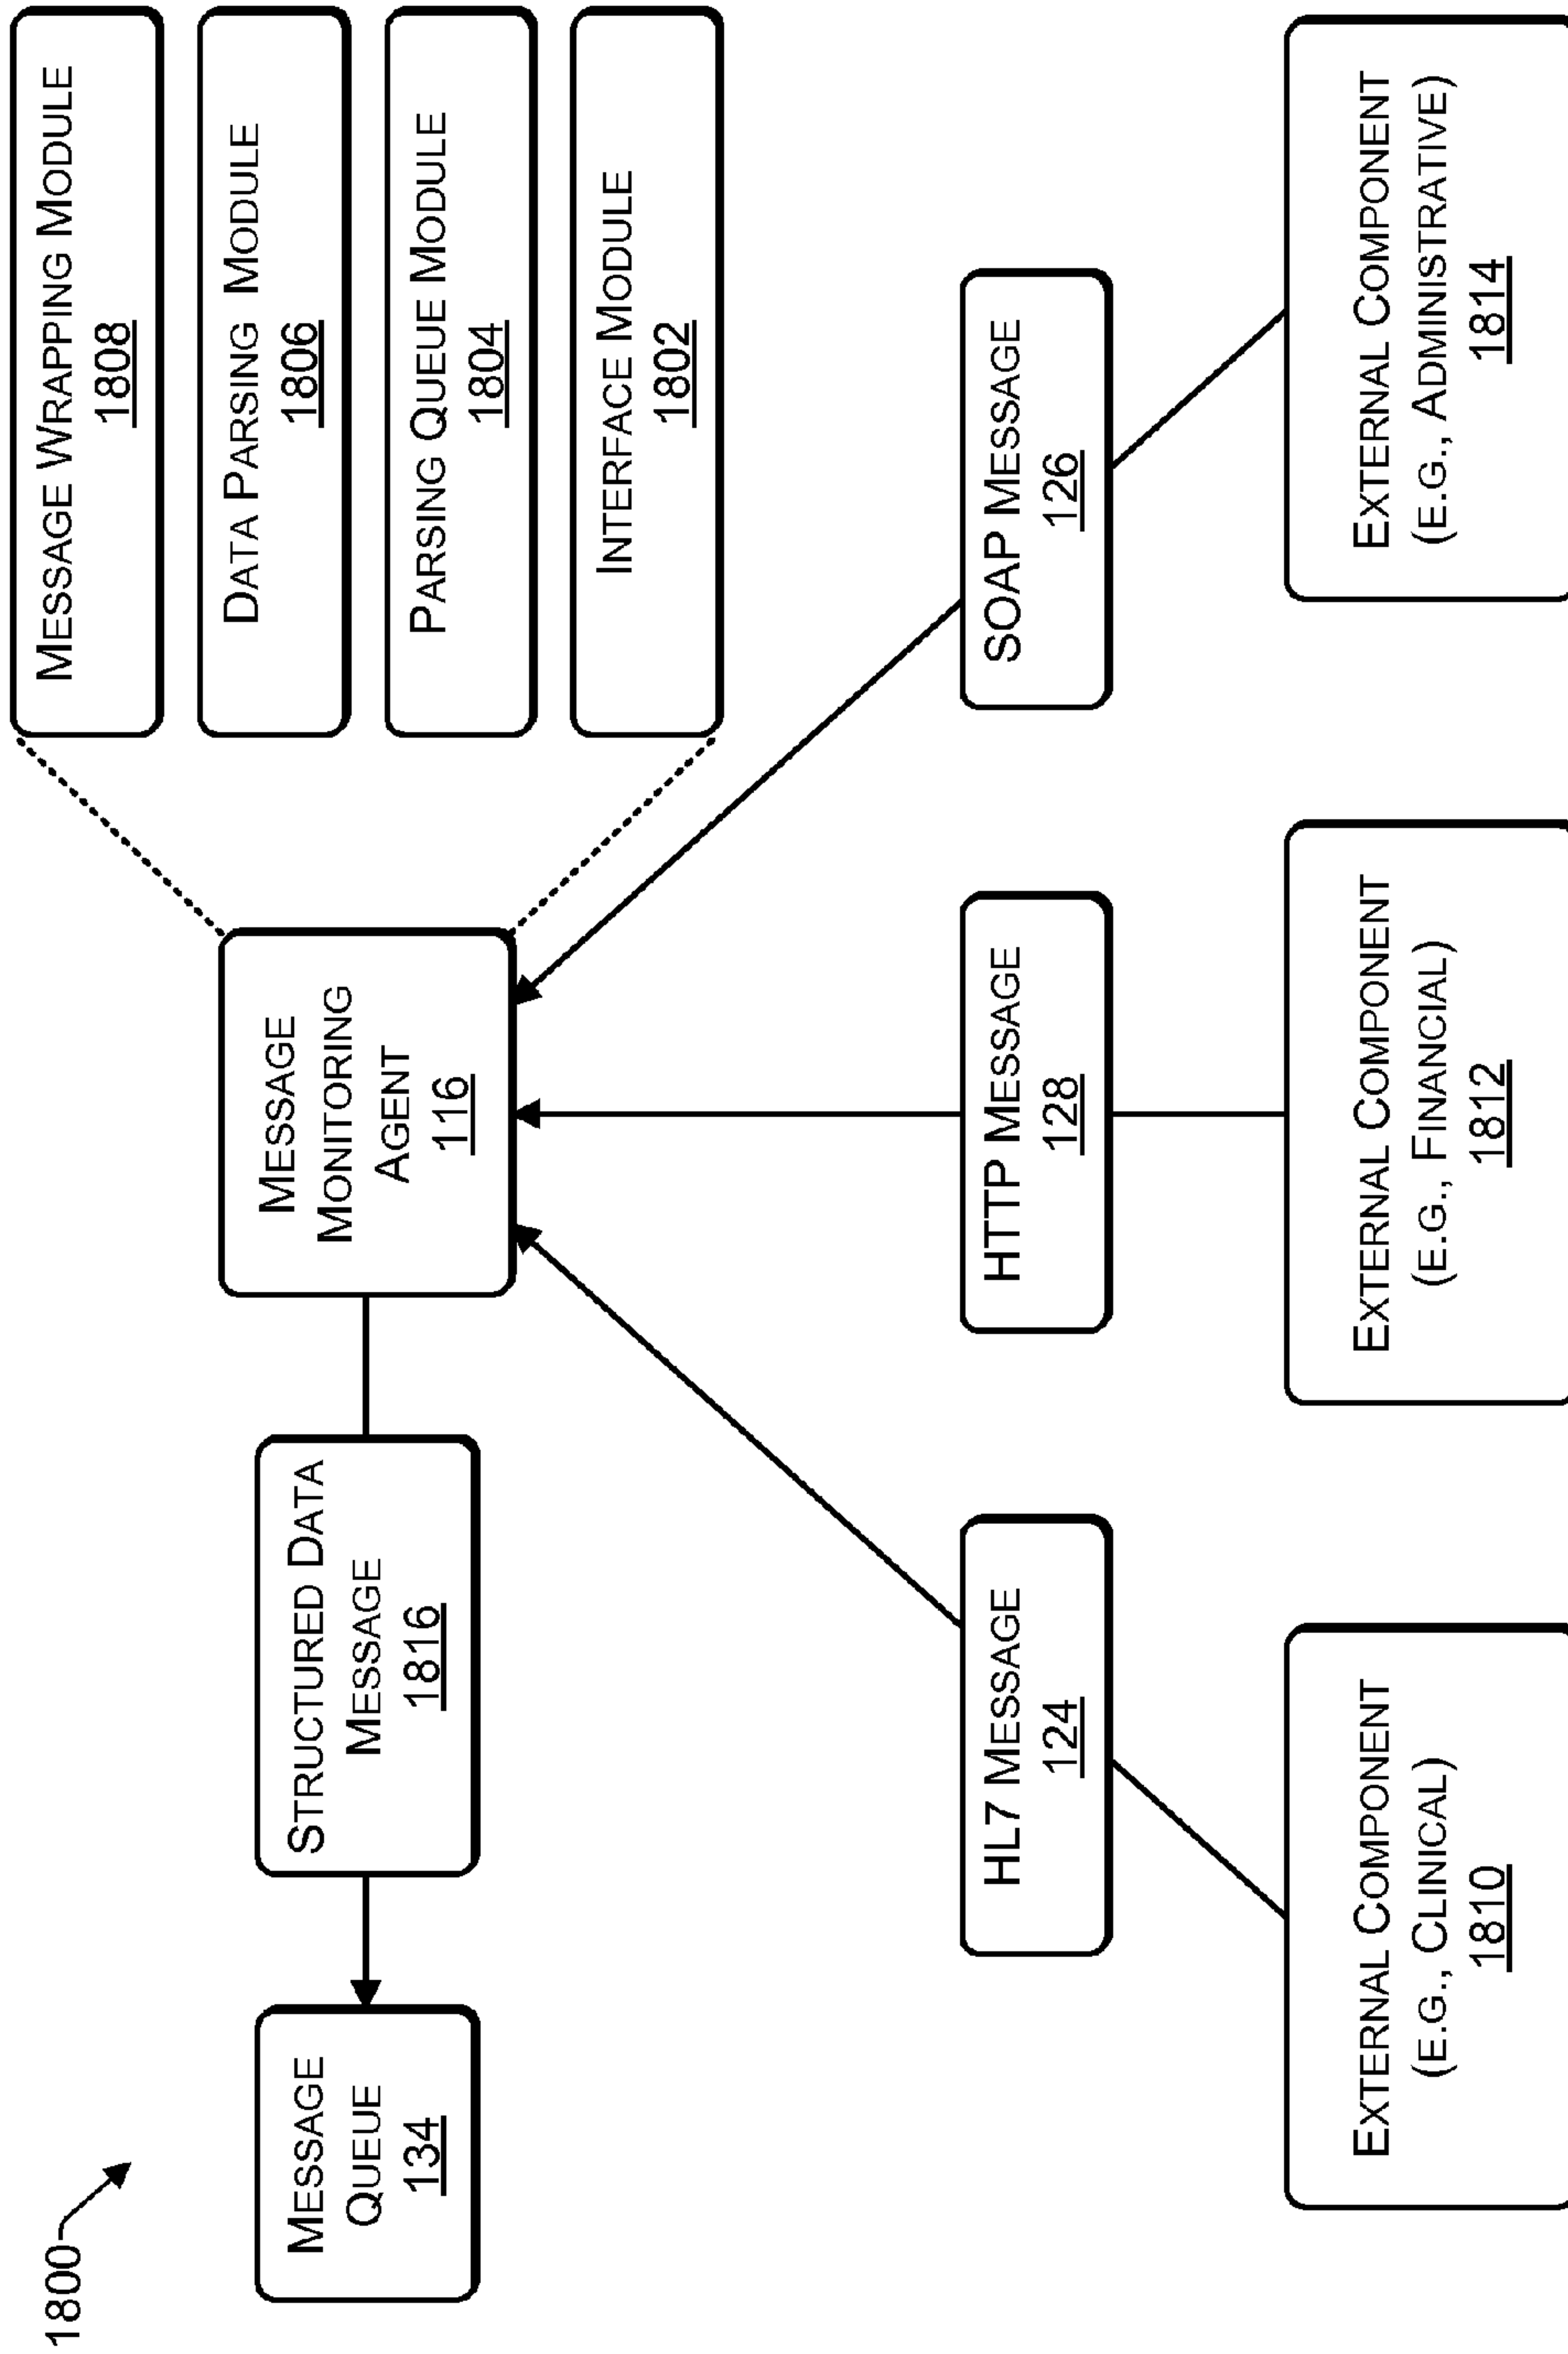 1800
MESSAGE
QUEUE
134
STRUCTURED DATA
MESSAGE
1816
MESSAGE
MONITORING
AGENT
116
MESSAGE WRAPPING MODULE
1808
DATA PARSING MODULE
1806
PARSING QUEUE MODULE
1804
INTERFACE MODULE
1802
HL7 MESSAGE
124
HTTP MESSAGE
128
SOAP MESSAGE
126
EXTERNAL COMPONENT
(E.G., CLINICAL)
1810
EXTERNAL COMPONENT
(E.G., FINANCIAL)
1812
EXTERNAL COMPONENT
(E.G., ADMINISTRATIVE)
1814